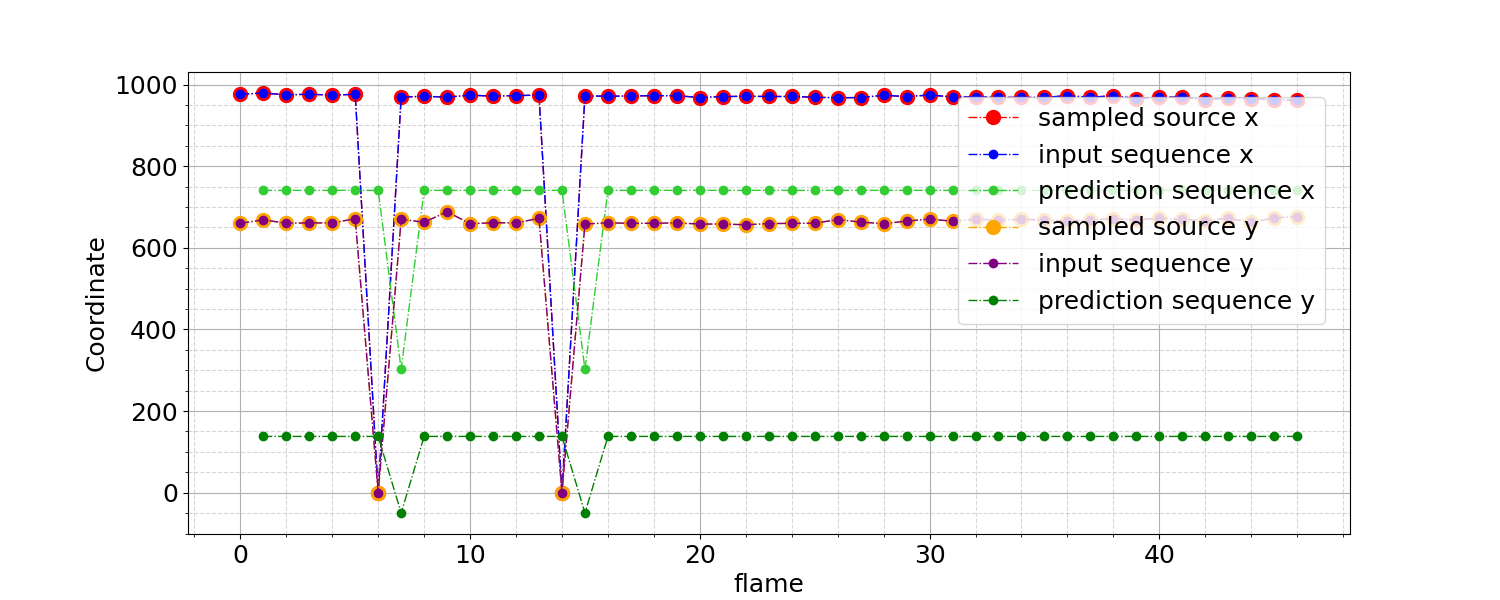 1000
800
600
400
200
0
Coordinate
0 10 20 30 40
flame
sampled source x
input sequence x
prediction sequence x
sampled source y
input sequence y
prediction sequence y